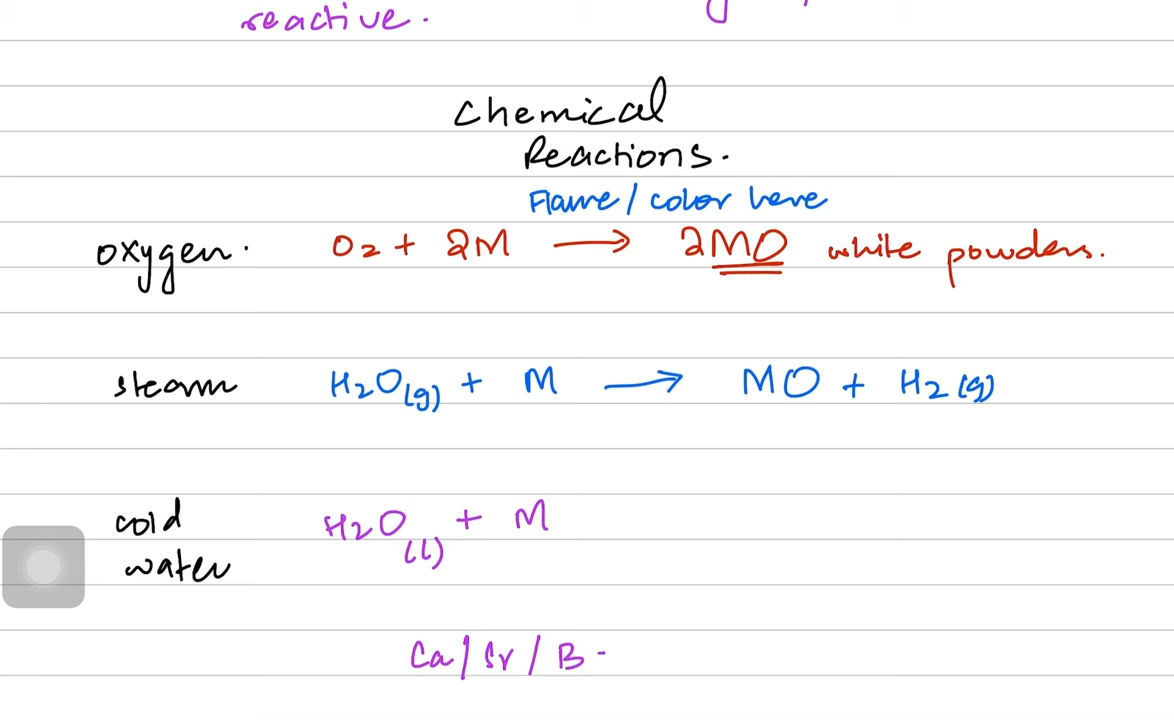 reactive.
Chemical
Reactions.
Flame/ color here
oxygen. O2 + 2M → 2MO white powders.
steam H2O(g) + M → MO + H2(g)
cold H2O(l) + M
water
Ca/Sr/B-